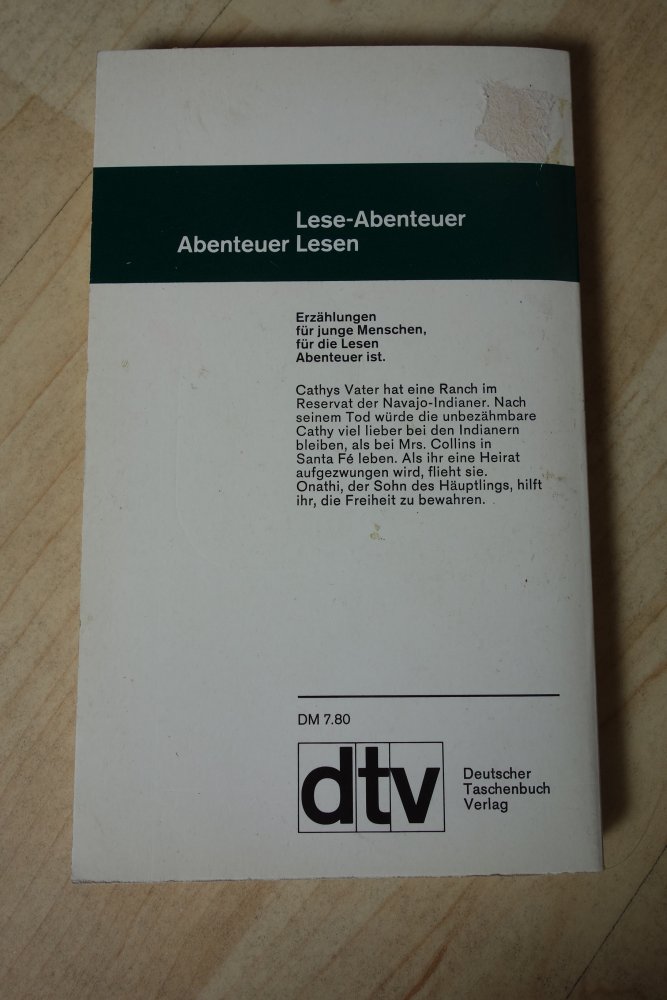 Lese-Abenteuer
Abenteuer Lesen
Erzählungen
für junge Menschen,
für die Lesen
Abenteuer ist.
Cathys Vater hat eine Ranch im
Reservat der Navajo-Indianer. Nach
seinem Tod würde die unbezähmbare
Cathy viel lieber bei den Indianern
bleiben, als bei Mrs. Collins in
Santa Fé leben. Als ihr eine Heirat
aufgezwungen wird, flieht sie.
Onathi, der Sohn des Häuptlings, hilft
ihr, die Freiheit zu bewahren.
DM 7.80
dtv
Deutscher
Taschenbuch
Verlag